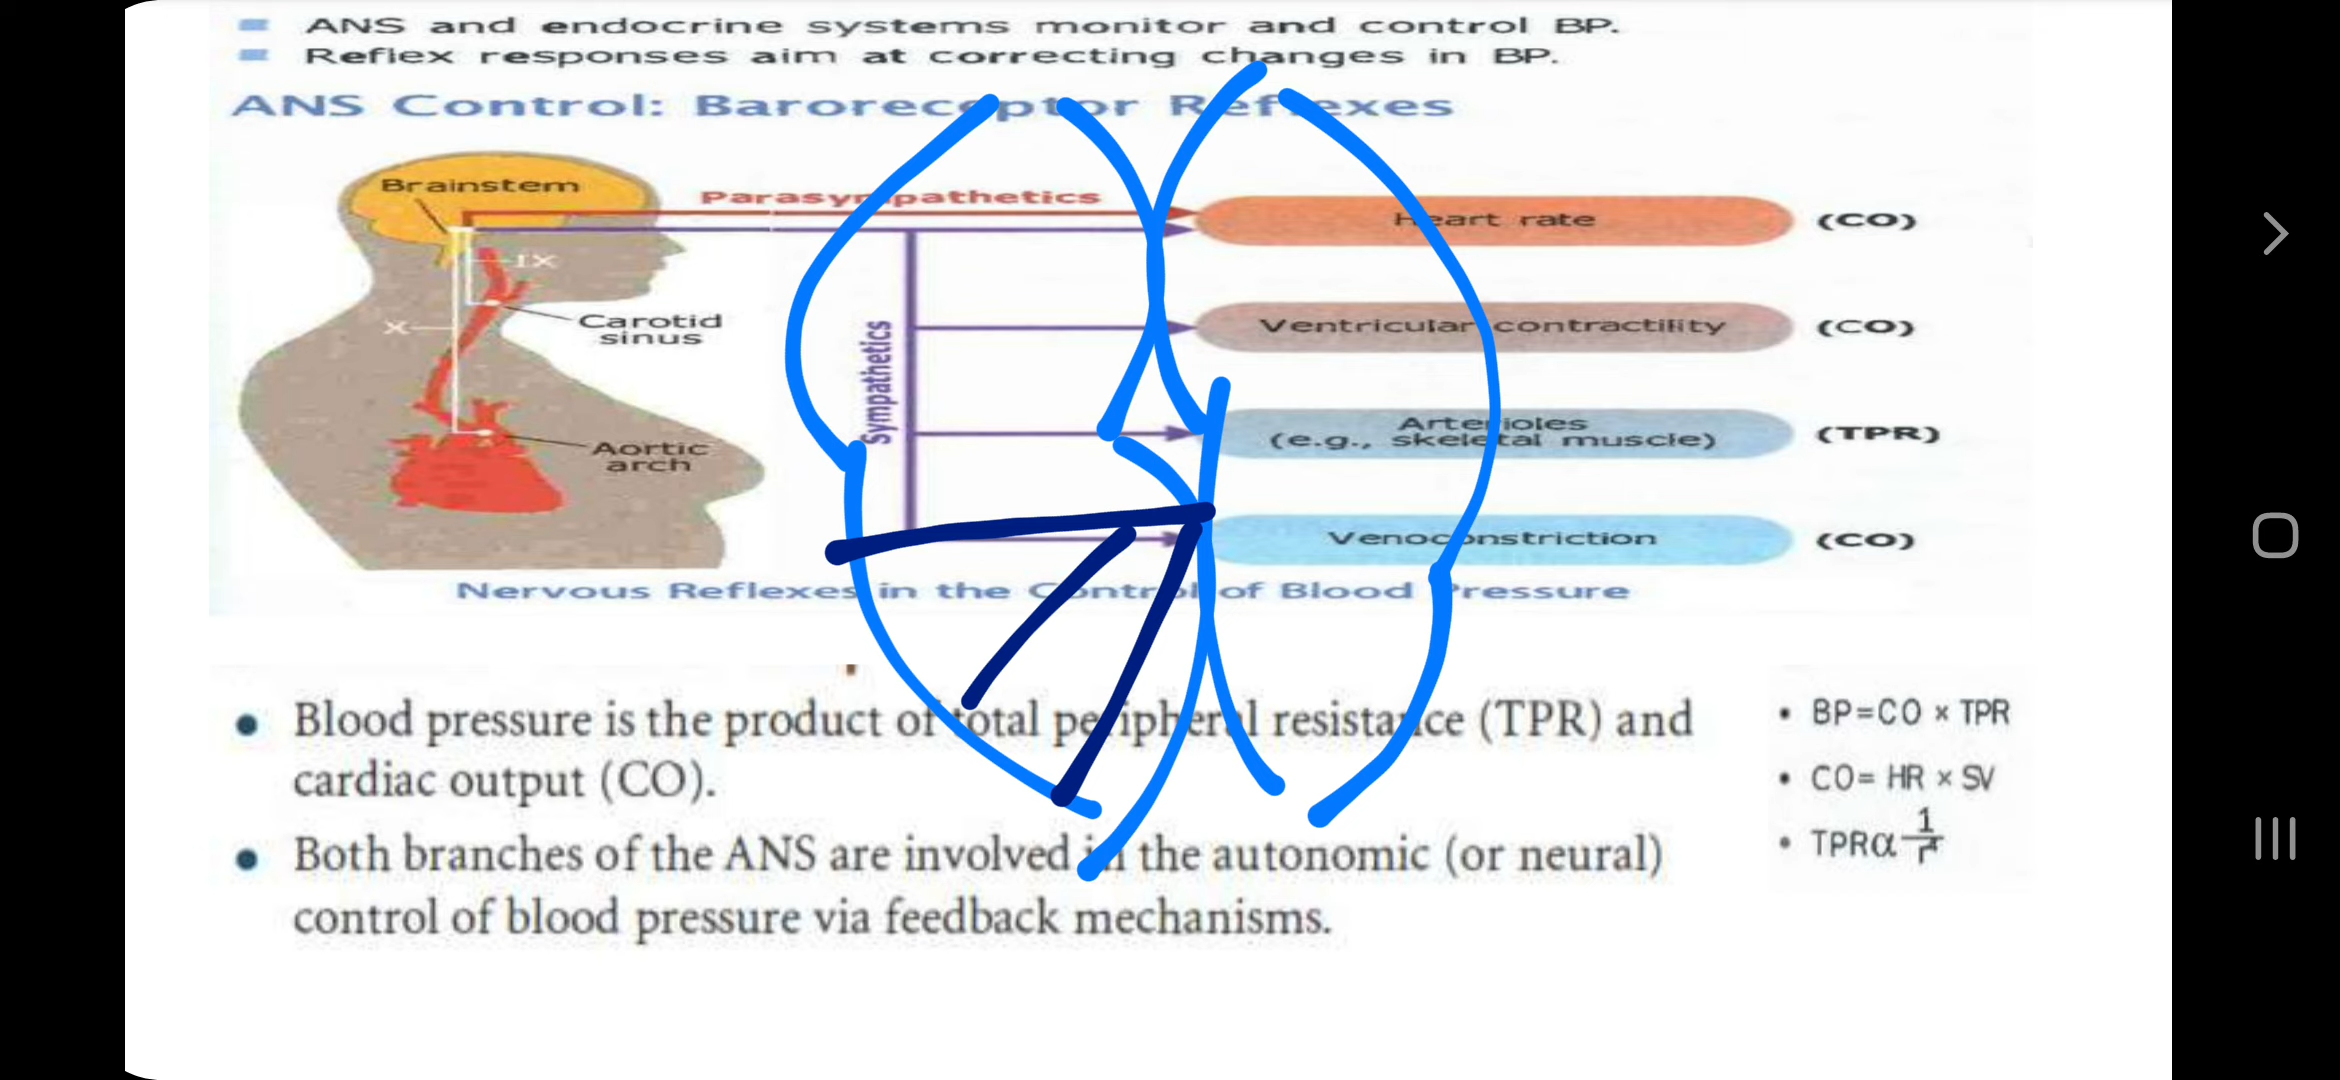 ANS and endocrine systems monitor and control BP.
Reflex responses aim at correcting changes in BP.
ANS Control: Baroreceptor Reflexes
Brainstem
Parasympathetics
Heart rate
(CO)
IX
X
Carotid
sinus
Sympathetics
Ventricular contractility
(CO)
Arterioles
(e.g., skeletal muscle)
(TPR)
Aortic
arch
Venoconstriction
(CO)
Nervous Reflexes in the Control of Blood Pressure
• Blood pressure is the product of total peripheral resistance (TPR) and
cardiac output (CO).
• Both branches of the ANS are involved in the autonomic (or neural)
control of blood pressure via feedback mechanisms.
• BP=CO × TPR
• CO= HR × SV
• TPRα 1/r